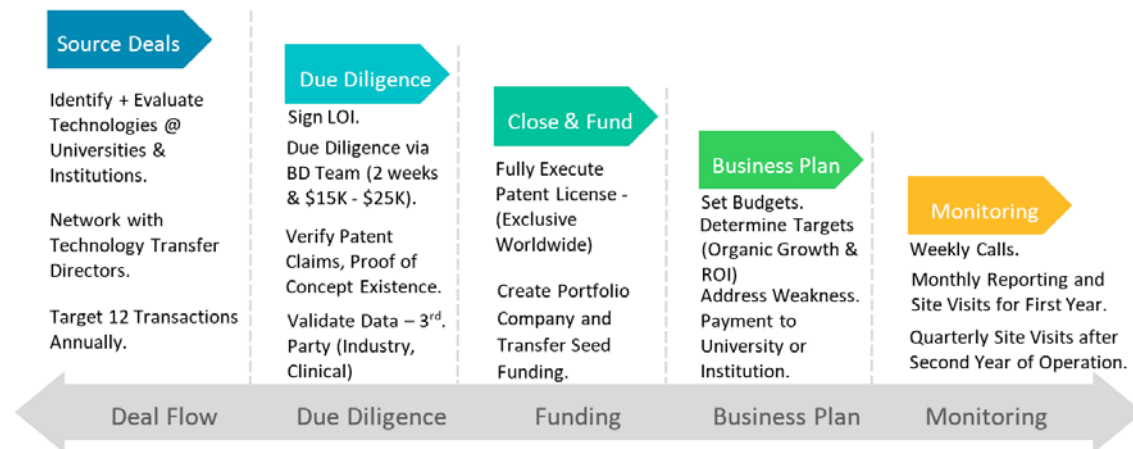 Source Deals
Identify + Evaluate
Technologies @
Universities &
Institutions.
Network with
Technology Transfer
Directors.
Target 12 Transactions
Annually.
Due Diligence
Sign LOI.
Due Diligence via
BD Team (2 weeks
& $15K - $25K).
Verify Patent
Claims, Proof of
Concept Existence.
Validate Data – 3rd.
Party (Industry,
Clinical)
Close & Fund
Fully Execute
Patent License -
(Exclusive
Worldwide)
Create Portfolio
Company and
Transfer Seed
Funding.
Business Plan
Set Budgets.
Determine Targets
(Organic Growth &
ROI)
Address Weakness.
Payment to
University or
Institution.
Monitoring
Weekly Calls.
Monthly Reporting and
Site Visits for First Year.
Quarterly Site Visits after
Second Year of Operation.
Deal Flow
Due Diligence
Funding
Business Plan
Monitoring